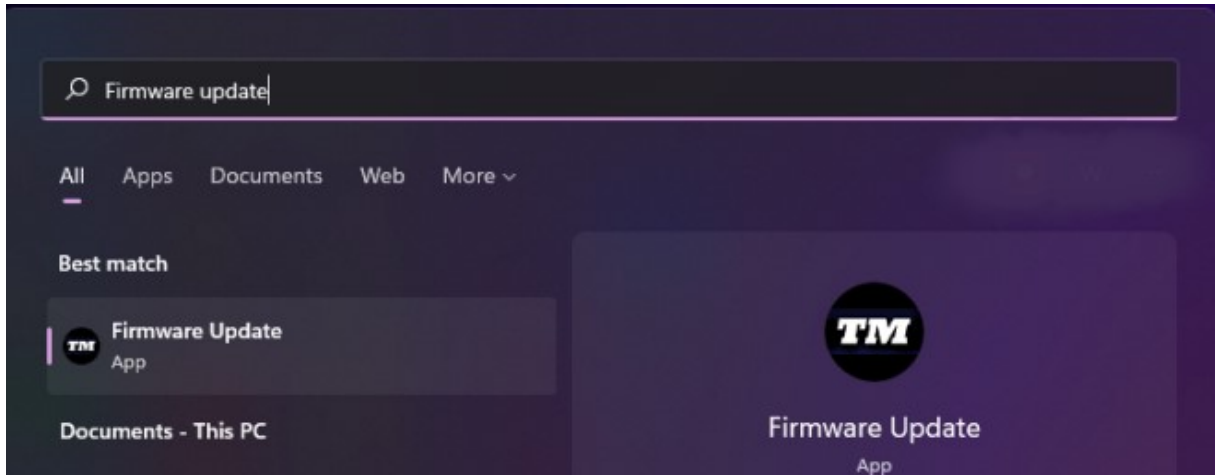 Firmware update
All Apps Documents Web More
Best match
TM
Firmware Update
App
TM
Firmware Update
App
Documents - This PC